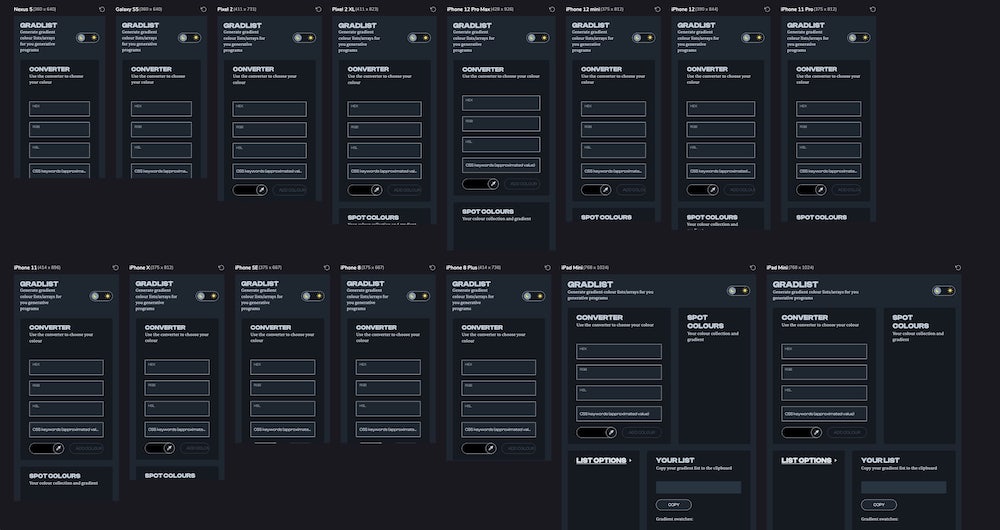 Nexus 5(360 x 640)
GRADLIST
Generate gradient
colour lists/arrays for
you generative
programs
CONVERTER
Use the converter to choose
your colour
HEX
RGB
HSL
CSS keywords (approximate...
Galaxy S5(360 x 640)
GRADLIST
Generate gradient
colour lists/arrays for
you generative
programs
CONVERTER
Use the converter to choose
your colour
HEX
RGB
HSL
CSS keywords (approximate...
Pixel 2(411 x 731)
GRADLIST
Generate gradient
colour lists/arrays for
you generative
programs
CONVERTER
Use the converter to choose your
colour
HEX
RGB
HSL
CSS keywords (approximated val...
ADD COLOUR
Pixel 2 XL(411 x 823)
GRADLIST
Generate gradient
colour lists/arrays for
you generative
programs
CONVERTER
Use the converter to choose your
colour
HEX
RGB
HSL
CSS keywords (approximated val...
ADD COLOUR
SPOT COLOURS
Your colour collection and gradient
iPhone 12 Pro Max(428 x 926)
GRADLIST
Generate gradient
colour lists/arrays for
you generative
programs
CONVERTER
Use the converter to choose your colour
HEX
RGB
HSL
CSS keywords (approximated value)
ADD COLOUR
SPOT COLOURS
Your colour collection and gradient
iPhone 12 mini(375 x 812)
GRADLIST
Generate gradient
colour lists/arrays for
you generative
programs
CONVERTER
Use the converter to choose your
colour
HEX
RGB
HSL
CSS keywords (approximate...
ADD COLOUR
SPOT COLOURS
iPhone 12(390 x 844)
GRADLIST
Generate gradient
colour lists/arrays for
you generative
programs
CONVERTER
Use the converter to choose your
colour
HEX
RGB
HSL
CSS keywords (approximated v...
ADD COLOUR
SPOT COLOURS
Your colour collection and
iPhone 11 Pro(375 x 812)
GRADLIST
Generate gradient
colour lists/arrays for
you generative
programs
CONVERTER
Use the converter to choose your
colour
HEX
RGB
HSL
CSS keywords (approximate...
ADD COLOUR
SPOT COLOURS
iPhone 11(414 x 896)
GRADLIST
Generate gradient
colour lists/arrays for
you generative
programs
CONVERTER
Use the converter to choose your
colour
HEX
RGB
HSL
CSS keywords (approximated val...
ADD COLOUR
SPOT COLOURS
Your colour collection and gradient
iPhone X(375 x 812)
GRADLIST
Generate gradient
colour lists/arrays for
you generative
programs
CONVERTER
Use the converter to choose your
colour
HEX
RGB
HSL
CSS keywords (approximate...
ADD COLOUR
SPOT COLOURS
iPhone SE(375 x 667)
GRADLIST
Generate gradient
colour lists/arrays for
you generative
programs
CONVERTER
Use the converter to choose your
colour
HEX
RGB
HSL
CSS keywords (approximate...
iPhone 8(375 x 667)
GRADLIST
Generate gradient
colour lists/arrays for
you generative
programs
CONVERTER
Use the converter to choose your
colour
HEX
RGB
HSL
CSS keywords (approximate...
iPhone 8 Plus(414 x 736)
GRADLIST
Generate gradient
colour lists/arrays for
you generative
programs
CONVERTER
Use the converter to choose your
colour
HEX
RGB
HSL
CSS keywords (approximated val...
ADD COLOUR
iPad Mini(768 x 1024)
GRADLIST
Generate gradient colour lists/arrays for you
generative programs
CONVERTER
Use the converter to choose your colour
HEX
RGB
HSL
CSS keywords (approximated value)
ADD COLOUR
SPOT
COLOURS
Your colour collection and
gradient
LIST OPTIONS
YOUR LIST
Copy your gradient list in the clipboard
COPY
Gradient swatches:
iPad Mini(768 x 1024)
GRADLIST
Generate gradient colour lists/arrays for you
generative programs
CONVERTER
Use the converter to choose your colour
HEX
RGB
HSL
CSS keywords (approximated value)
ADD COLOUR
SPOT
COLOURS
Your colour collection and
gradient
LIST OPTIONS
YOUR LIST
Copy your gradient list in the clipboard
COPY
Gradient swatches: